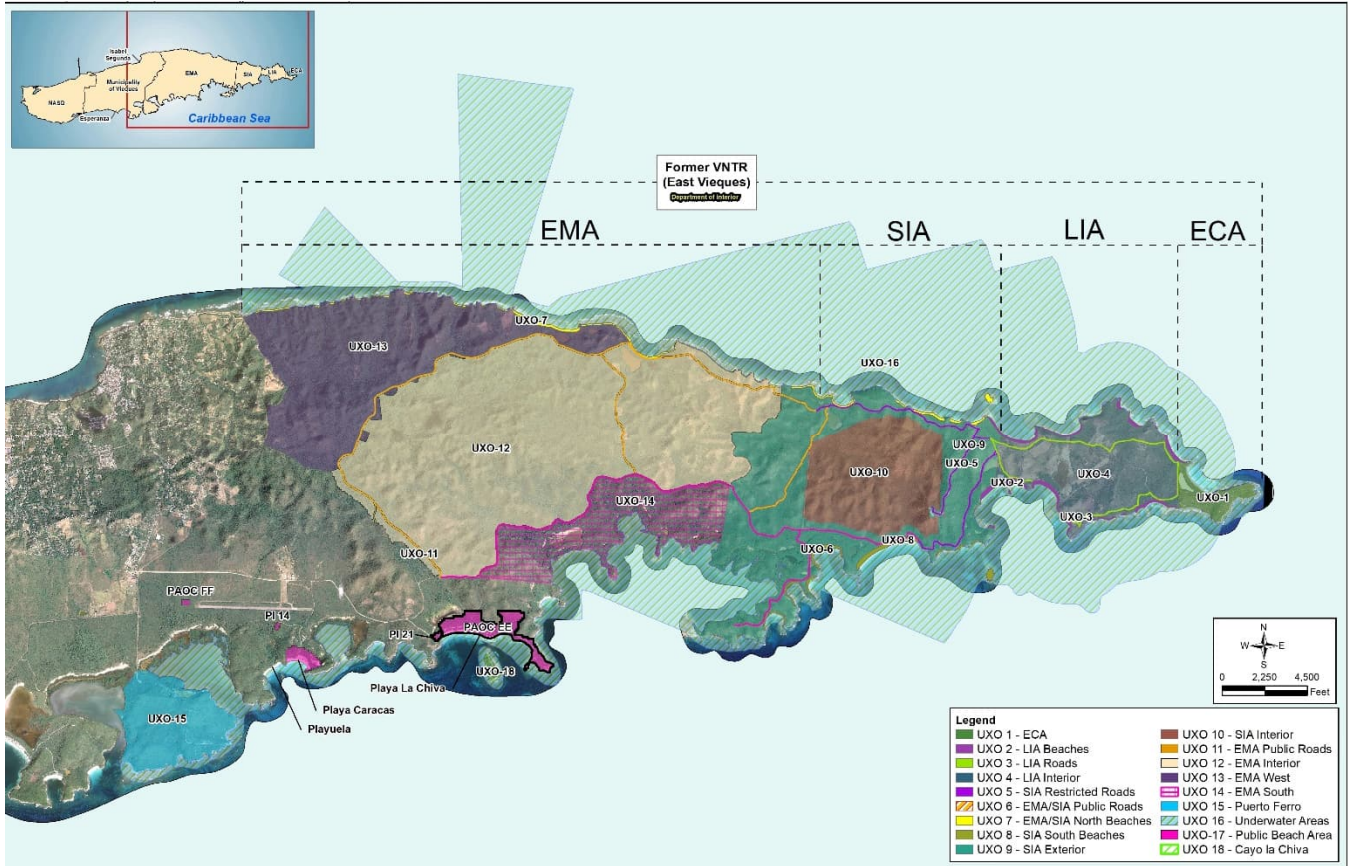 Isabel
Segunda
EMA
SIA
LIA
ECA
Municipality
of Vieques
NASD
Esperanza
Caribbean Sea
Former VNTR
(East Vieques)
Department of Interior
EMA
SIA
LIA
ECA
UXO-7
UXO-13
UXO-16
UXO-12
UXO-9
UXO-5
UXO-10
UXO-4
UXO-2
UXO-1
UXO-14
UXO-3
UXO-8
UXO-6
UXO-11
PAOC FF
PI 14
PI 21
PAOC EE
UXO-18
Playa La Chiva
Playa Caracas
UXO-15
Playuela
N
W E
S
0 2,250 4,500
Feet
Legend
UXO 1 - ECA
UXO 2 - LIA Beaches
UXO 3 - LIA Roads
UXO 4 - LIA Interior
UXO 5 - SIA Restricted Roads
UXO 6 - EMA/SIA Public Roads
UXO 7 - EMA/SIA North Beaches
UXO 8 - SIA South Beaches
UXO 9 - SIA Exterior
UXO 10 - SIA Interior
UXO 11 - EMA Public Roads
UXO 12 - EMA Interior
UXO 13 - EMA West
UXO 14 - EMA South
UXO 15 - Puerto Ferro
UXO 16 - Underwater Areas
UXO-17 - Public Beach Area
UXO 18 - Cayo la Chiva